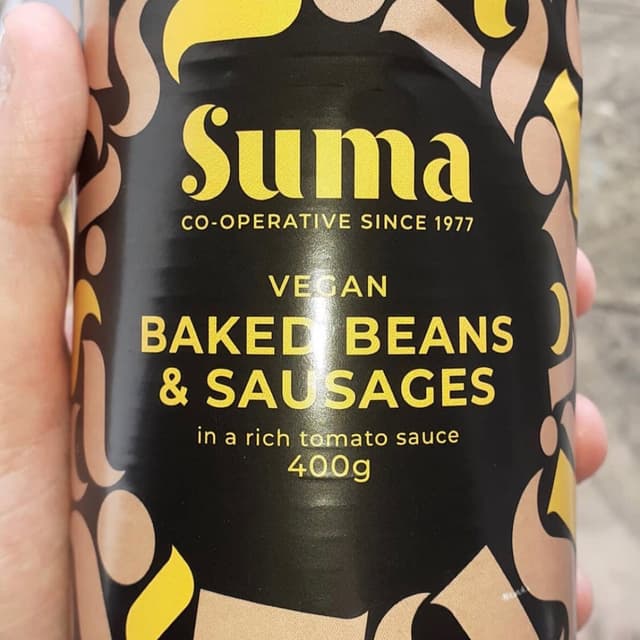 Suma
CO-OPERATIVE SINCE 1977
VEGAN
BAKED BEANS
& SAUSAGES
in a rich tomato sauce
400g